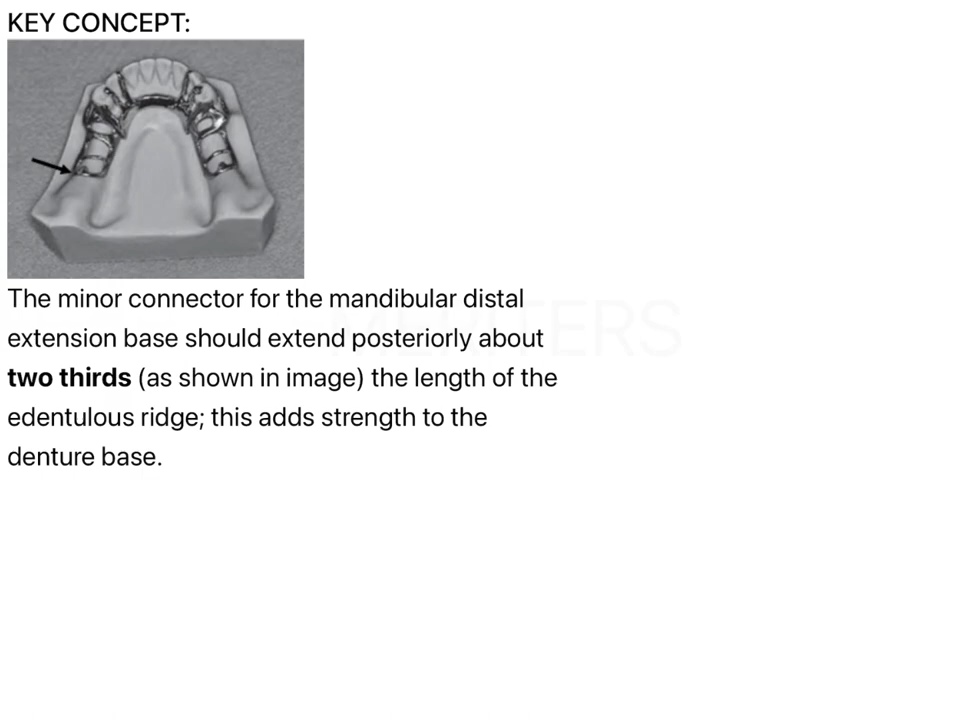 KEY CONCEPT:
The minor connector for the mandibular distal
extension base should extend posteriorly about
two thirds (as shown in image) the length of the
edentulous ridge; this adds strength to the
denture base.
MERITERS